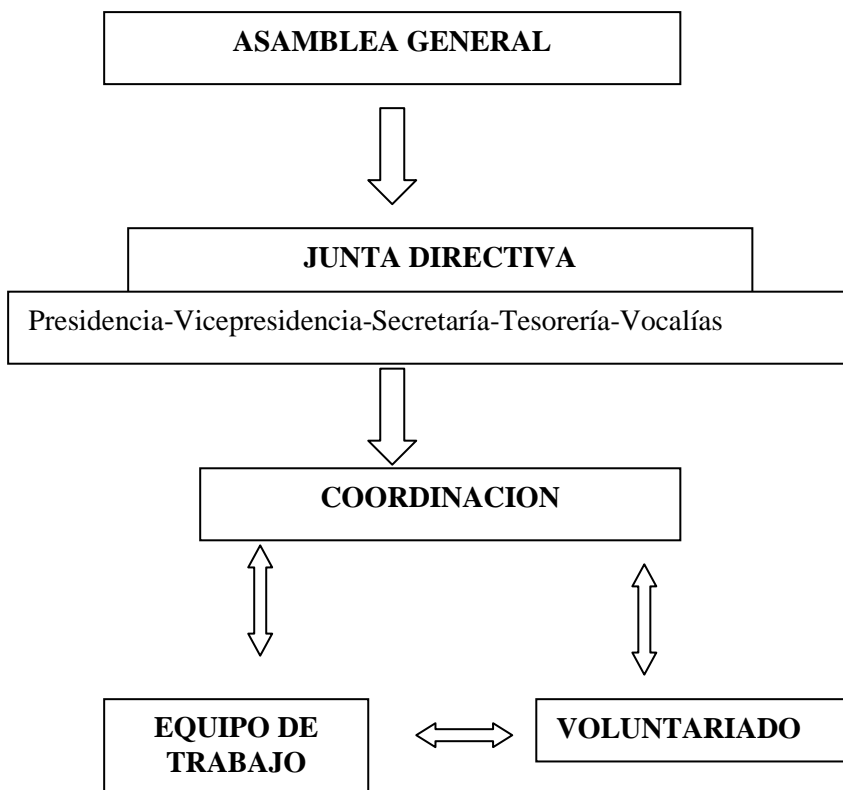 ASAMBLEA GENERAL
JUNTA DIRECTIVA
Presidencia-Vicepresidencia-Secretaría-Tesorería-Vocalías
COORDINACION
EQUIPO DE
TRABAJO
VOLUNTARIADO